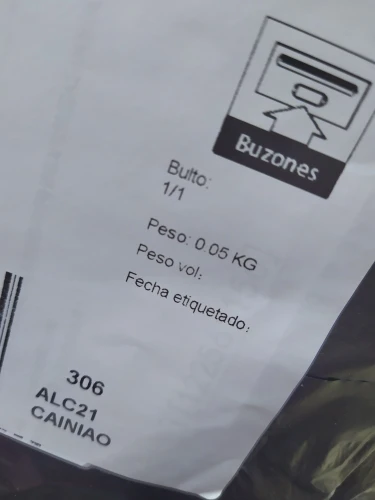 Buzones
Bulto:
1/1
Peso: 0 05 KG
Peso vol:
Fecha etiquetado:
306
ALC21
CAINIAO